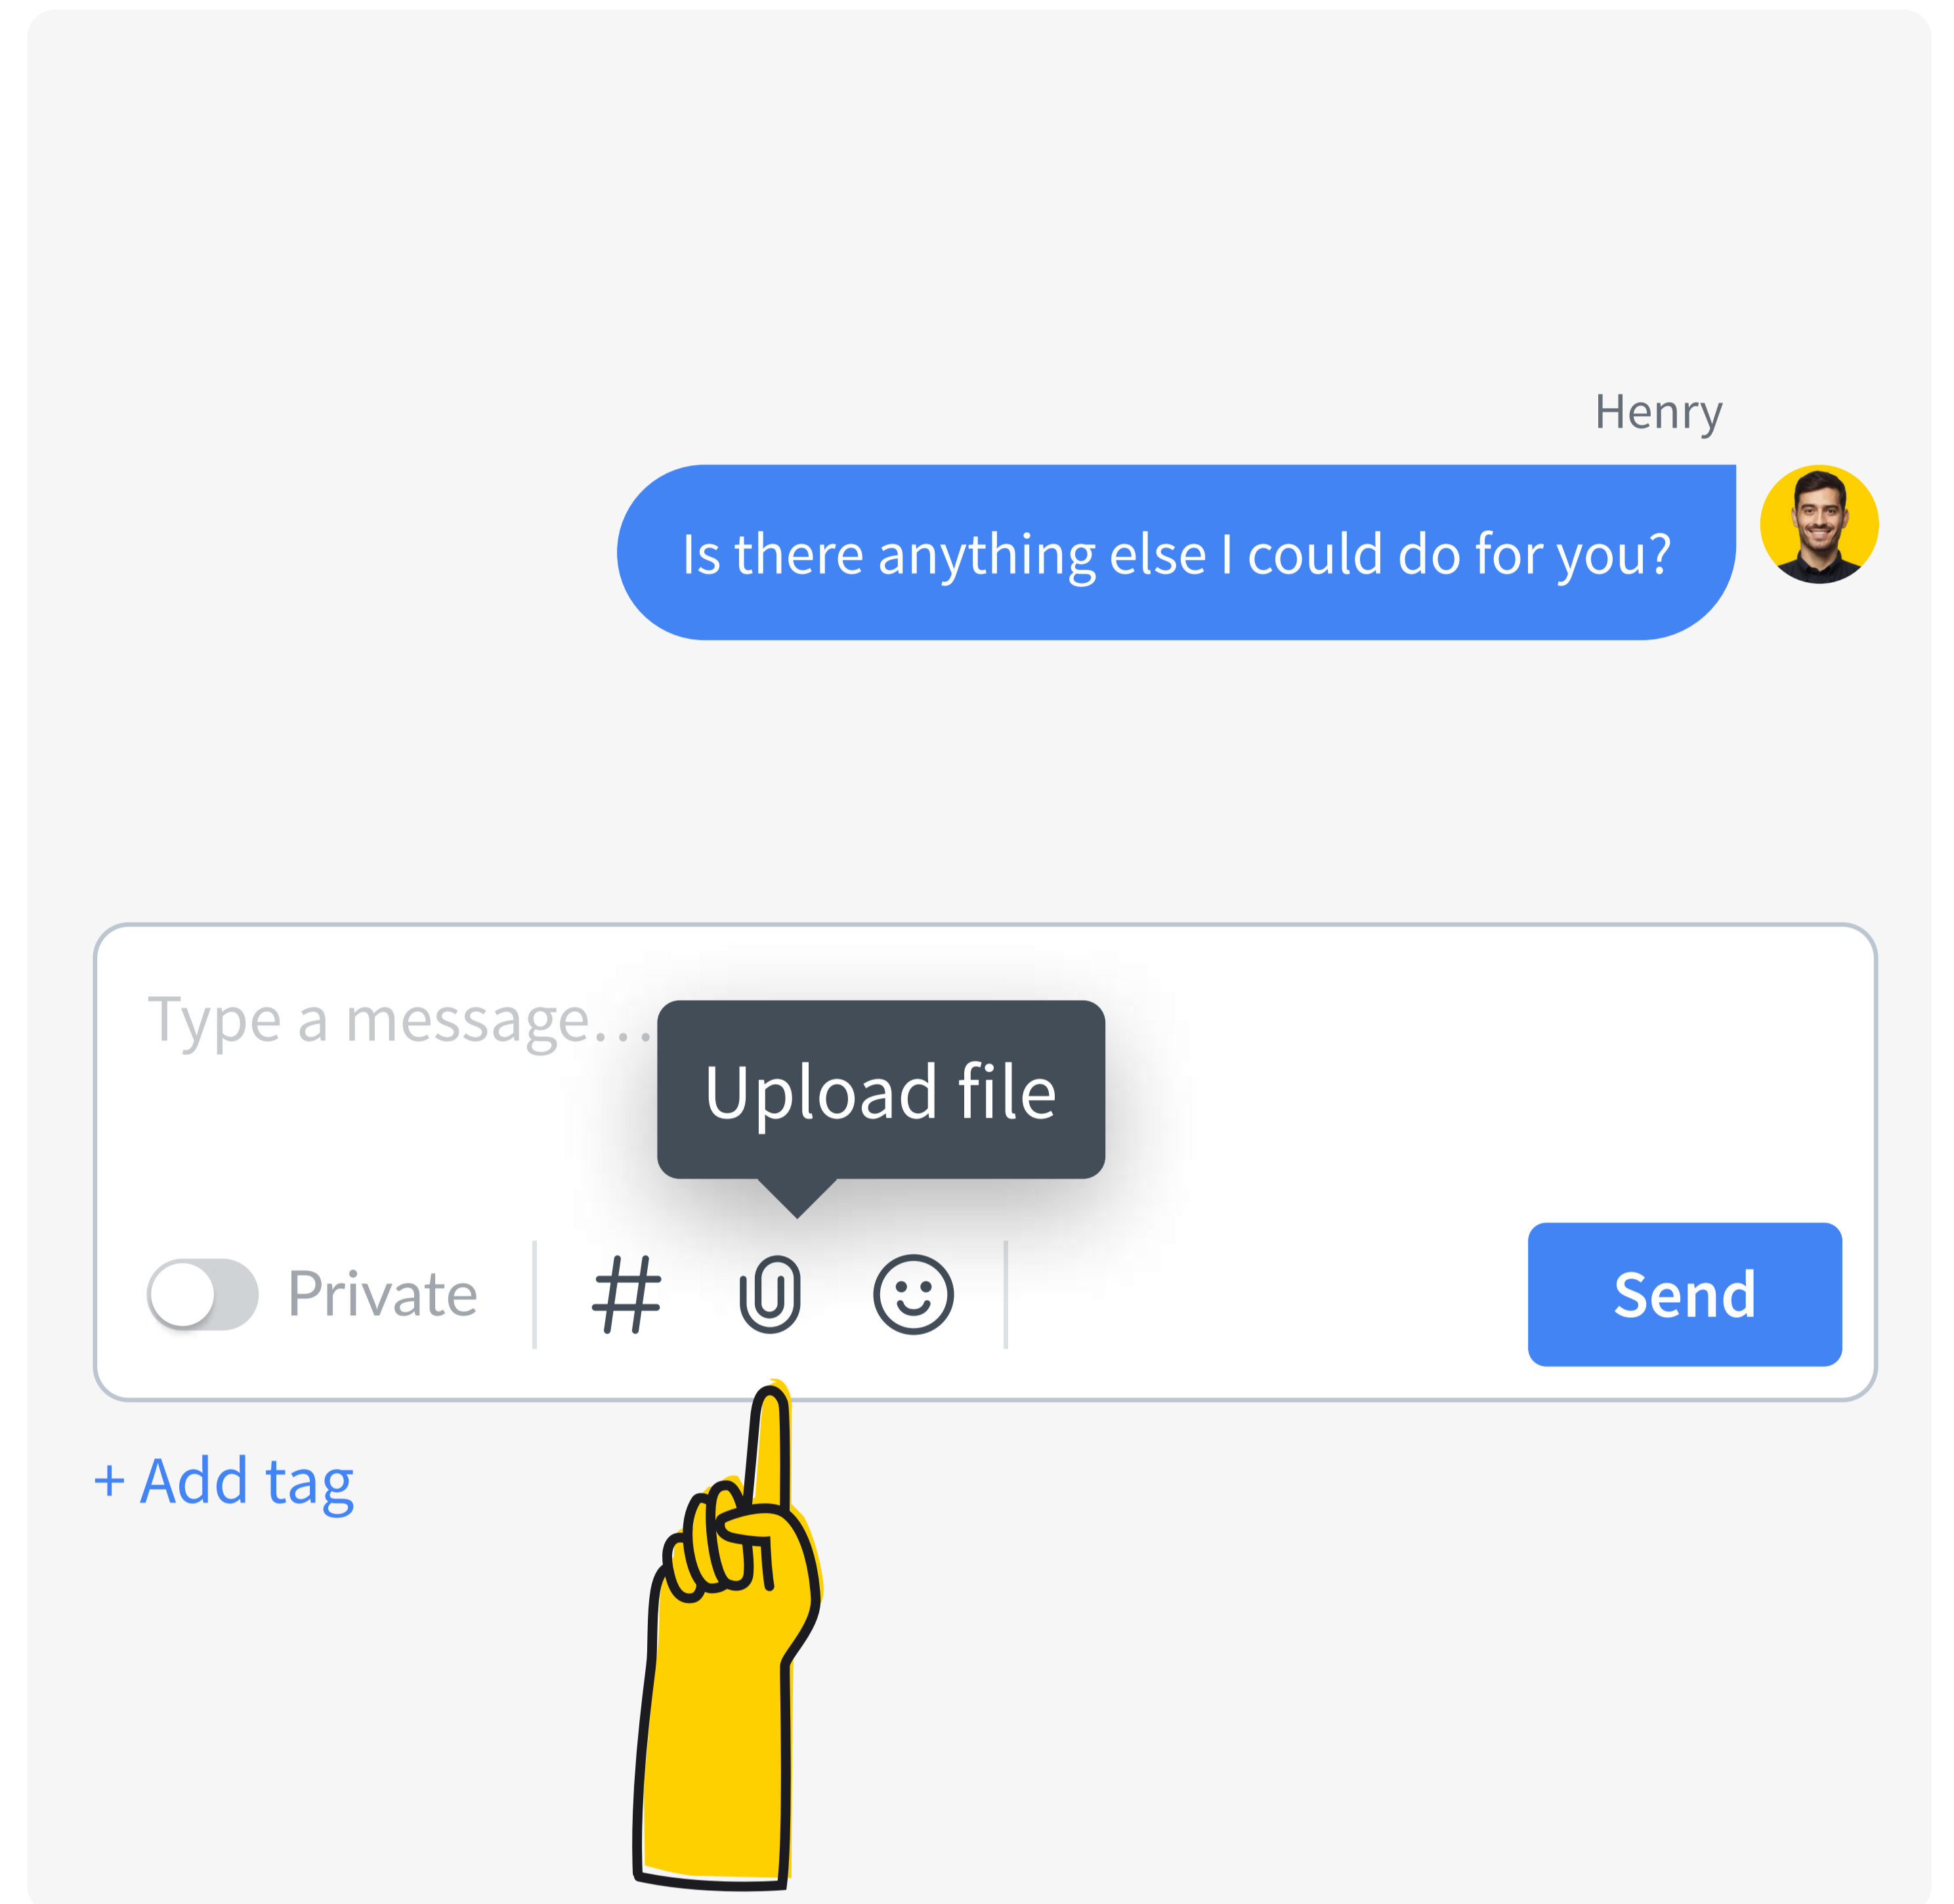 Henry
Is there anything else I could do for you?
Type a message...
Upload file
Private
Send
+ Add tag